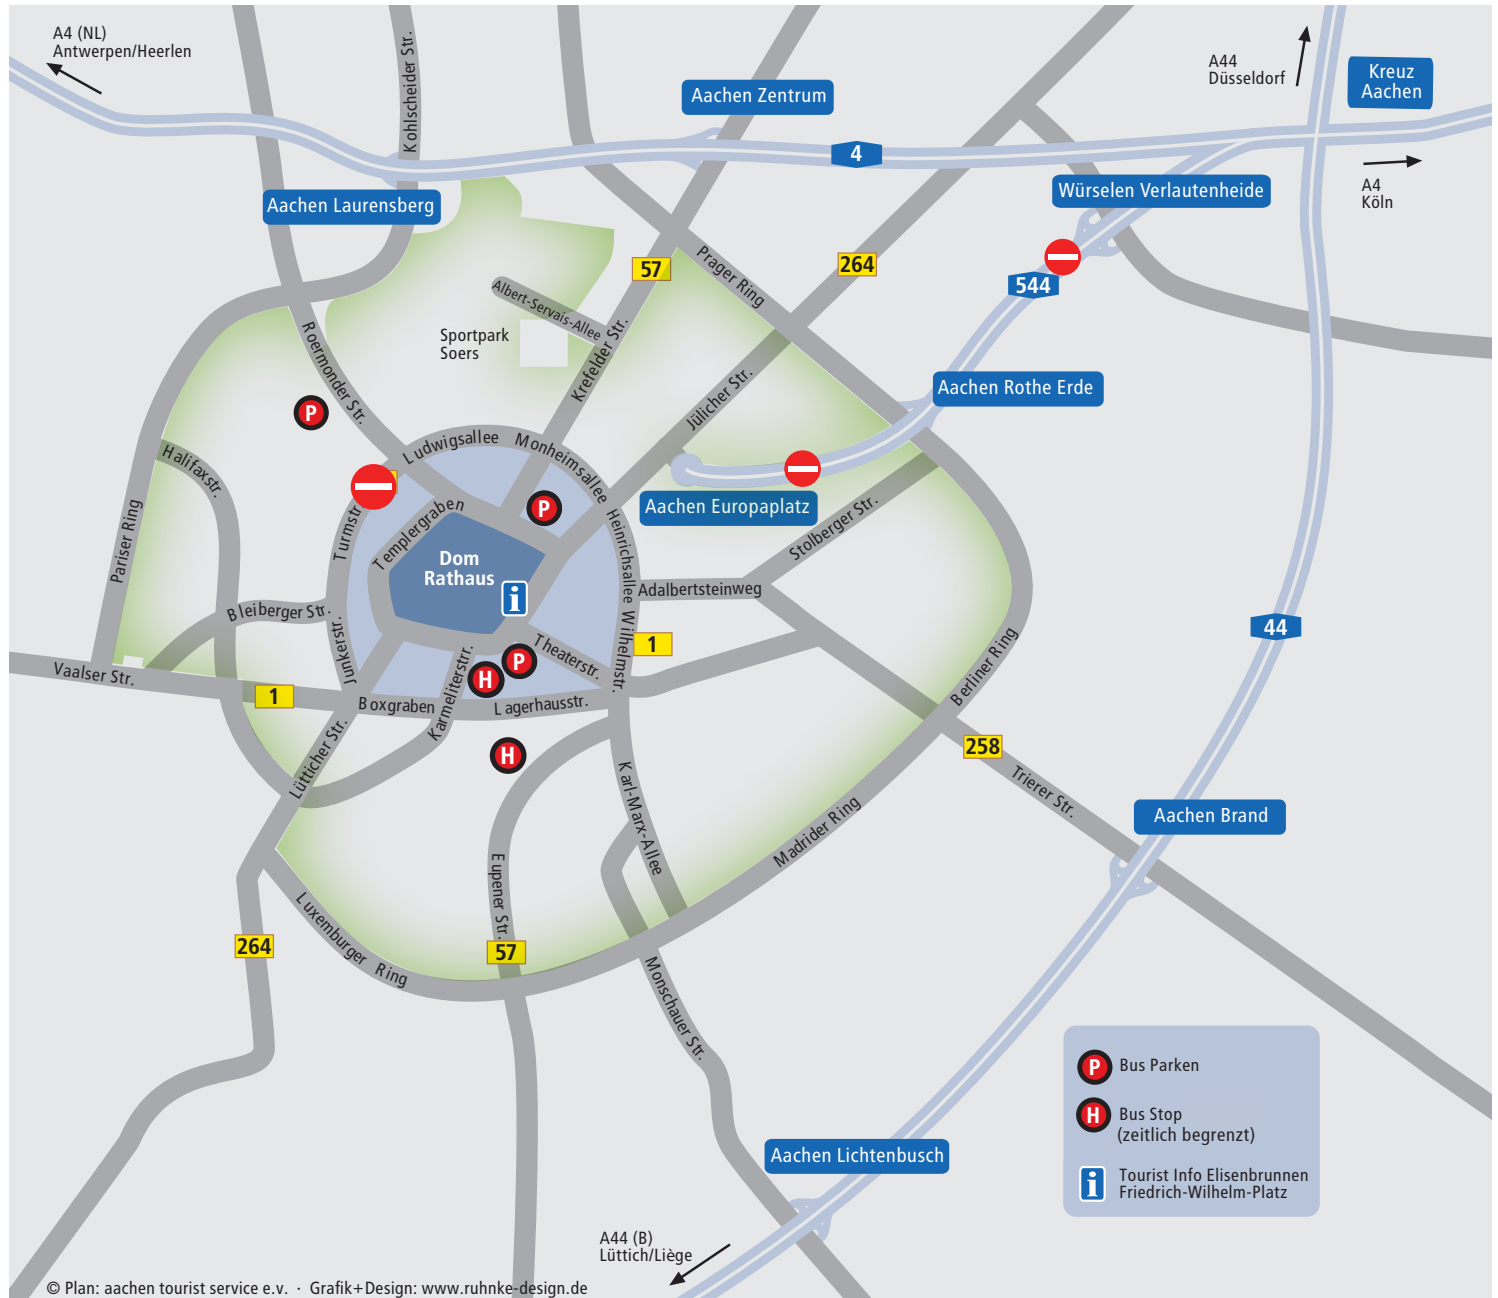 A4 (NL)
Antwerpen/Heerlen
Kohlscheider Str.
Aachen Zentrum
A44
Düsseldorf
Kreuz
Aachen
4
A4
Köln
Aachen Laurensberg
Würselen Verlautenheide
57
Prager Ring
264
544
Albert-Servais-Allee
Sportpark
Soers
Krefelder Str.
Roermonder Str.
Jülicher Str.
Aachen Rothe Erde
P
Ludwigsallee
Monheimsallee
Halifaxstr.
Pariser Ring
Turmstr.
Templergraben
P
Heinrichsallee
Aachen Europaplatz
Stolberger Str.
Dom
Rathaus
i
Adalbertsteinweg
Bleiberger Str.
Junkerstr.
Wilhelmstr.
1
44
Theaterstr.
P
H
Karmeliterstr.
Vaalser Str.
1
Boxgraben
Lagerhausstr.
Berliner Ring
258
Lütticher Str.
H
Karl-Marx-Allee
Trierer Str.
Aachen Brand
Madrider Ring
Eupener Str.
Luxemburger Ring
264
57
Monschauer Str.
P
Bus Parken
H
Bus Stop
(zeitlich begrenzt)
i
Tourist Info Elisenbrunnen
Friedrich-Wilhelm-Platz
Aachen Lichtenbusch
A44 (B)
Lüttich/Liège
© Plan: aachen tourist service e.v. · Grafik+Design: www.ruhnke-design.de